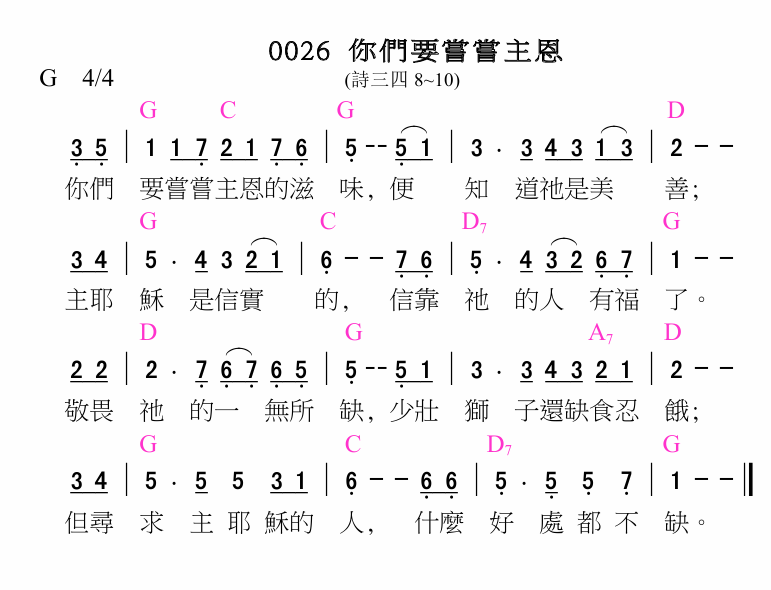 0026 你們要嘗嘗主恩
G 4/4 (詩三四 8~10)
G C G D
3 5 | 1 1 7 2 1 7 6 | 5 - - 5 1 | 3 · 3 4 3 1 3 | 2 - -
你們 要嘗嘗主恩的滋 味, 便 知 道祂是美 善;
G C D7 G
3 4 | 5 · 4 3 2 1 | 6 - - 7 6 | 5 · 4 3 2 6 7 | 1 - -
主耶 穌 是信實 的, 信靠 祂 的人 有福 了。
D G A7 D
2 2 | 2 · 7 6 7 6 5 | 5 - - 5 1 | 3 · 3 4 3 2 1 | 2 - -
敬畏 祂 的一 無所 缺, 少壯 獅 子還缺食忍 餓;
G C D7 G
3 4 | 5 · 5 5 3 1 | 6 - - 6 6 | 5 · 5 5 7 | 1 - - ‖
但尋 求 主 耶 穌的 人, 什麼 好 處 都 不 缺。